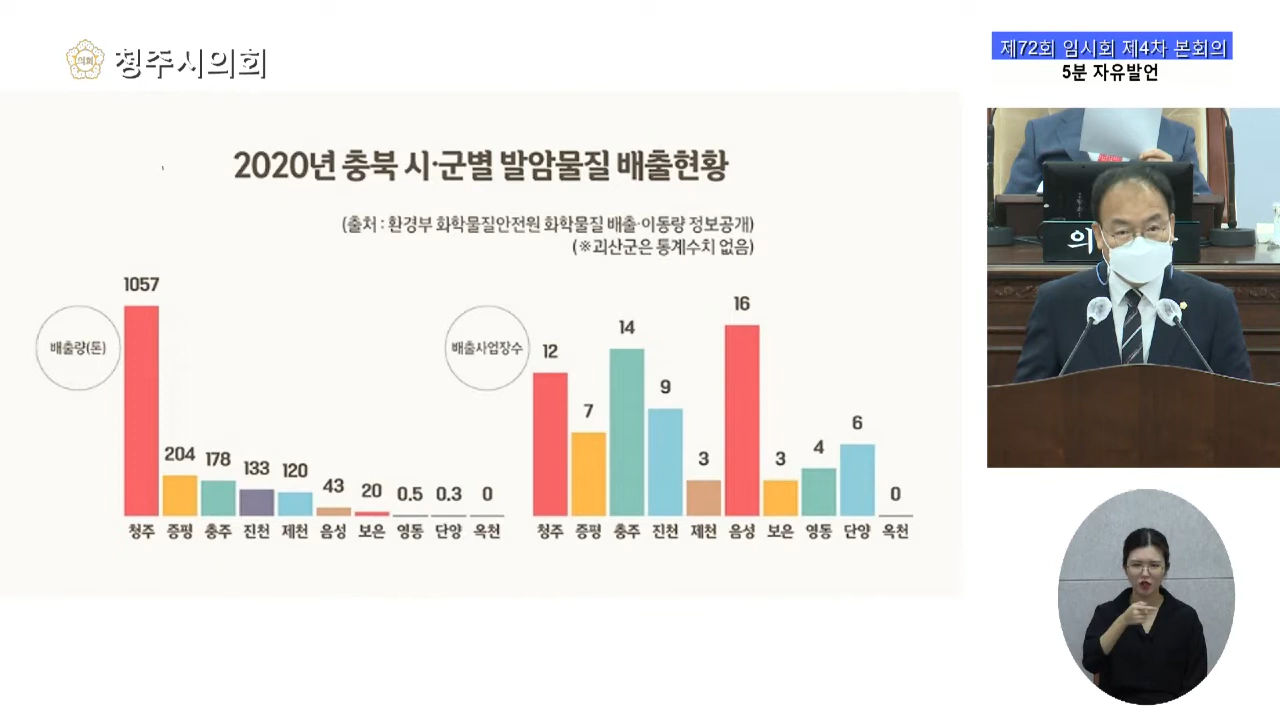 의회 청주시의회
제72회 임시회 제4차 본회의
5분 자유발언
2020년 충북 시·군별 발암물질 배출현황
(출처 : 환경부 화학물질안전원 화학물질 배출·이동량 정보공개)
(※괴산군은 통계수치 없음)
배출량(톤)
1057 204 178 133 120 43 20 0.5 0.3 0
청주 증평 충주 진천 제천 음성 보은 영동 단양 옥천
배출사업장수
12 7 14 9 3 16 3 4 6 0
청주 증평 충주 진천 제천 음성 보은 영동 단양 옥천
의